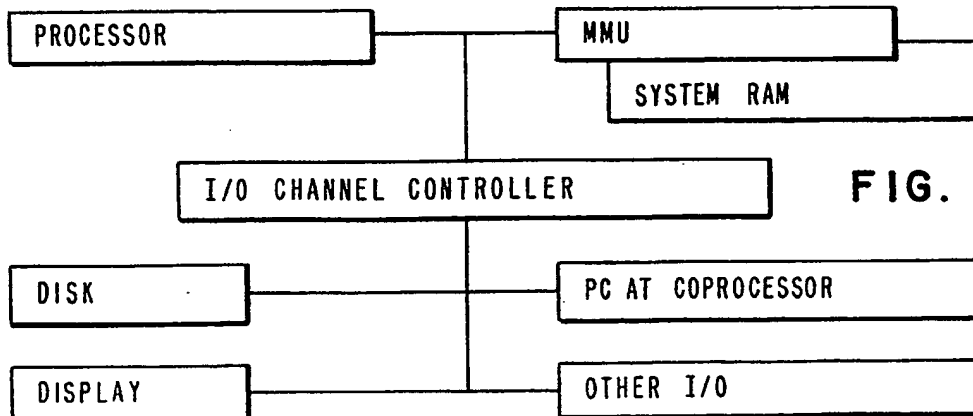 PROCESSOR
MMU
SYSTEM RAM
I/O CHANNEL CONTROLLER
FIG.
DISK
PC AT COPROCESSOR
DISPLAY
OTHER I/O